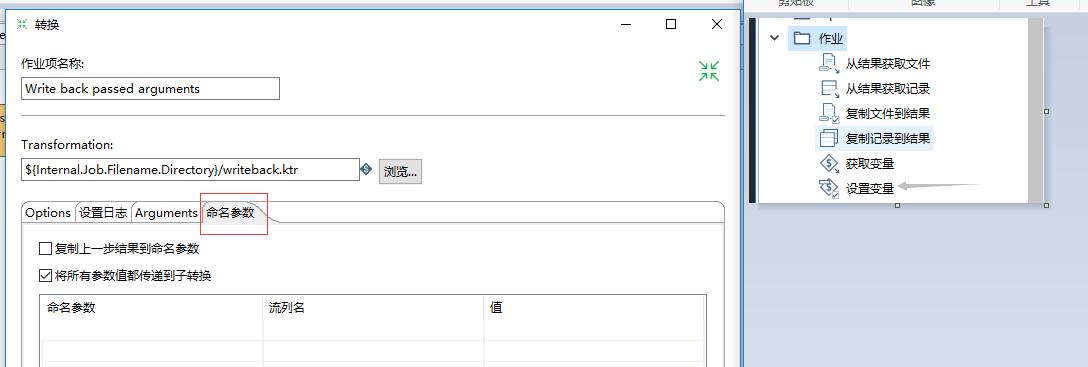 转换
作业项名称:
Write back passed arguments
Transformation:
${Internal.Job.Filename.Directory}/writeback.ktr
浏览...
Options
设置日志
Arguments
命名参数
复制上一步结果到命名参数
将所有参数值都传递到子转换
命名参数
流列名
值
剪贴板
图像
工具
作业
从结果获取文件
从结果获取记录
复制文件到结果
复制记录到结果
获取变量
设置变量